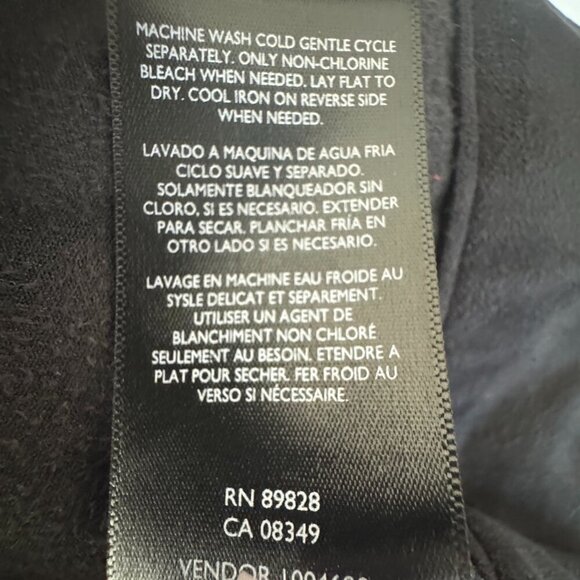 MACHINE WASH COLD GENTLE CYCLE
SEPARATELY. ONLY NON-CHLORINE
BLEACH WHEN NEEDED. LAY FLAT TO
DRY. COOL IRON ON REVERSE SIDE
WHEN NEEDED.
LAVADO A MAQUINA DE AGUA FRIA
CICLO SUAVE Y SEPARADO.
SOLAMENTE BLANQUEADOR SIN
CLORO, SI ES NECESARIO. EXTENDER
PARA SECAR. PLANCHAR FRÍA EN
OTRO LADO SI ES NECESARIO.
LAVAGE EN MACHINE EAU FROIDE AU
SYSLE DELICAT ET SEPAREMENT.
UTILISER UN AGENT DE
BLANCHIMENT NON CHLORÉ
SEULEMENT AU BESOIN. ETENDRE A
PLAT POUR SECHER. FER FROID AU
VERSO SI NÉCESSAIRE.
RN 89828
CA 08349
VENDOR